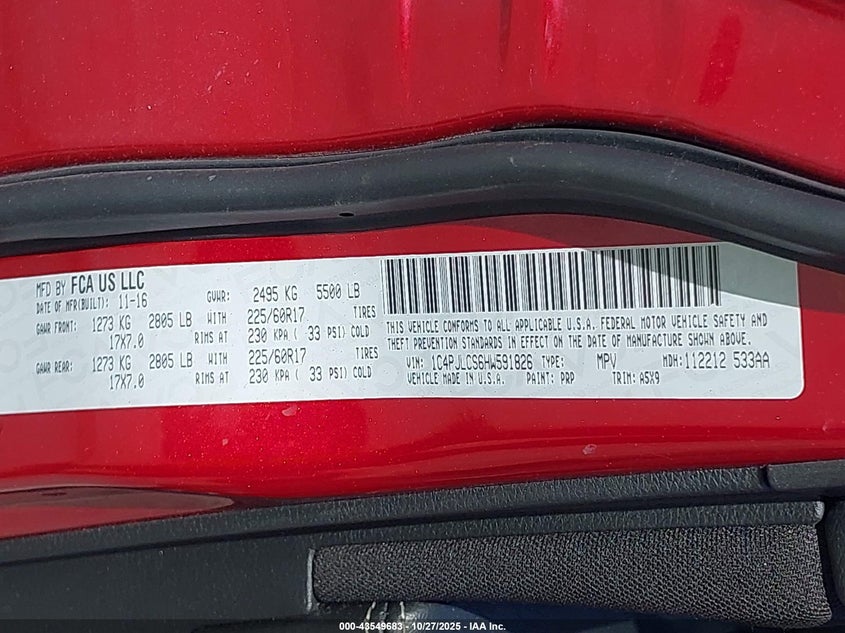 MFD BY FCA US LLC
DATE OF MFR(BUILT): 11-16 GVWR: 2495 KG 5500 LB
GAWR FRONT: 1273 KG 2805 LB WITH 225/60R17 TIRES
17X7.0 RIMS AT 230 KPA ( 33 PSI) COLD
GAWR REAR: 1273 KG 2805 LB WITH 225/60R17 TIRES
17X7.0 RIMS AT 230 KPA ( 33 PSI) COLD
THIS VEHICLE CONFORMS TO ALL APPLICABLE U.S.A. FEDERAL MOTOR VEHICLE SAFETY AND
THEFT PREVENTION STANDARDS IN EFFECT ON THE DATE OF MANUFACTURE SHOWN ABOVE.
VIN: 1C4PJLCS6HW591826 TYPE: MPV MDH: 112212 533AA
VEHICLE MADE IN U.S.A. PAINT: PRP TRIM: A5X9
000-43549683 - 10/27/2025 - IAA Inc.